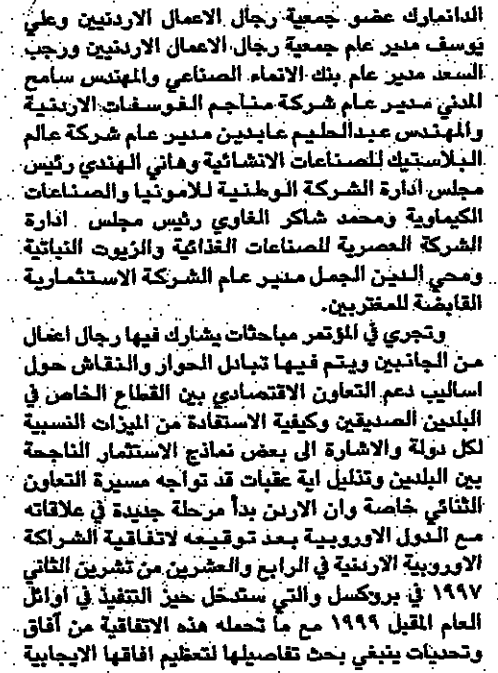 الدانمارك عضو جمعية رجال الاعمال الاردنيين وعلي
يوسف مدير عام جمعية رجال الاعمال الاردنيين ورجب
السعد مدير عام بنك الانماء الصناعي والمهندس سامح
المدني مدير عام شركة مناجم الفوسفات الاردنية
والمهندس عبدالحليم عابدين مدير عام شركة عالم
البلاستيك للصناعات الانشائية وهاني الهندي رئيس
مجلس ادارة الشركة الوطنية للامونيا والصناعات
الكيماوية ومحمد شاكر الغاوي رئيس مجلس ادارة
الشركة العصرية للصناعات الغذائية والزيوت النباتية
ومحي الدين الجمل مدير عام الشركة الاستثمارية
القابضة للمغتربين.
وتجري في المؤتمر مباحثات يشارك فيها رجال اعمال
من الجانبين ويتم فيها تبادل الحوار والنقاش حول
اساليب دعم التعاون الاقتصادي بين القطاع الخاص في
البلدين الصديقين وكيفية الاستفادة من الميزات النسبية
لكل دولة والاشارة الى بعض نماذج الاستثمار الناجحة
بين البلدين وتذليل اية عقبات قد تواجه مسيرة التعاون
الثنائي خاصة وان الاردن بدأ مرحلة جديدة في علاقاته
مع الدول الاوروبية بعد توقيعه لاتفاقية الشراكة
الاوروبية الاردنية في الرابع والعشرين من تشرين الثاني
١٩٩٧ في بروكسل والتي ستدخل حيز التنفيذ في اوائل
العام المقبل ١٩٩٩ مع ما تحمله هذه الاتفاقية من آفاق
وتحديات ينبغي بحث تفاصيلها لتعظيم افاقها الايجابية